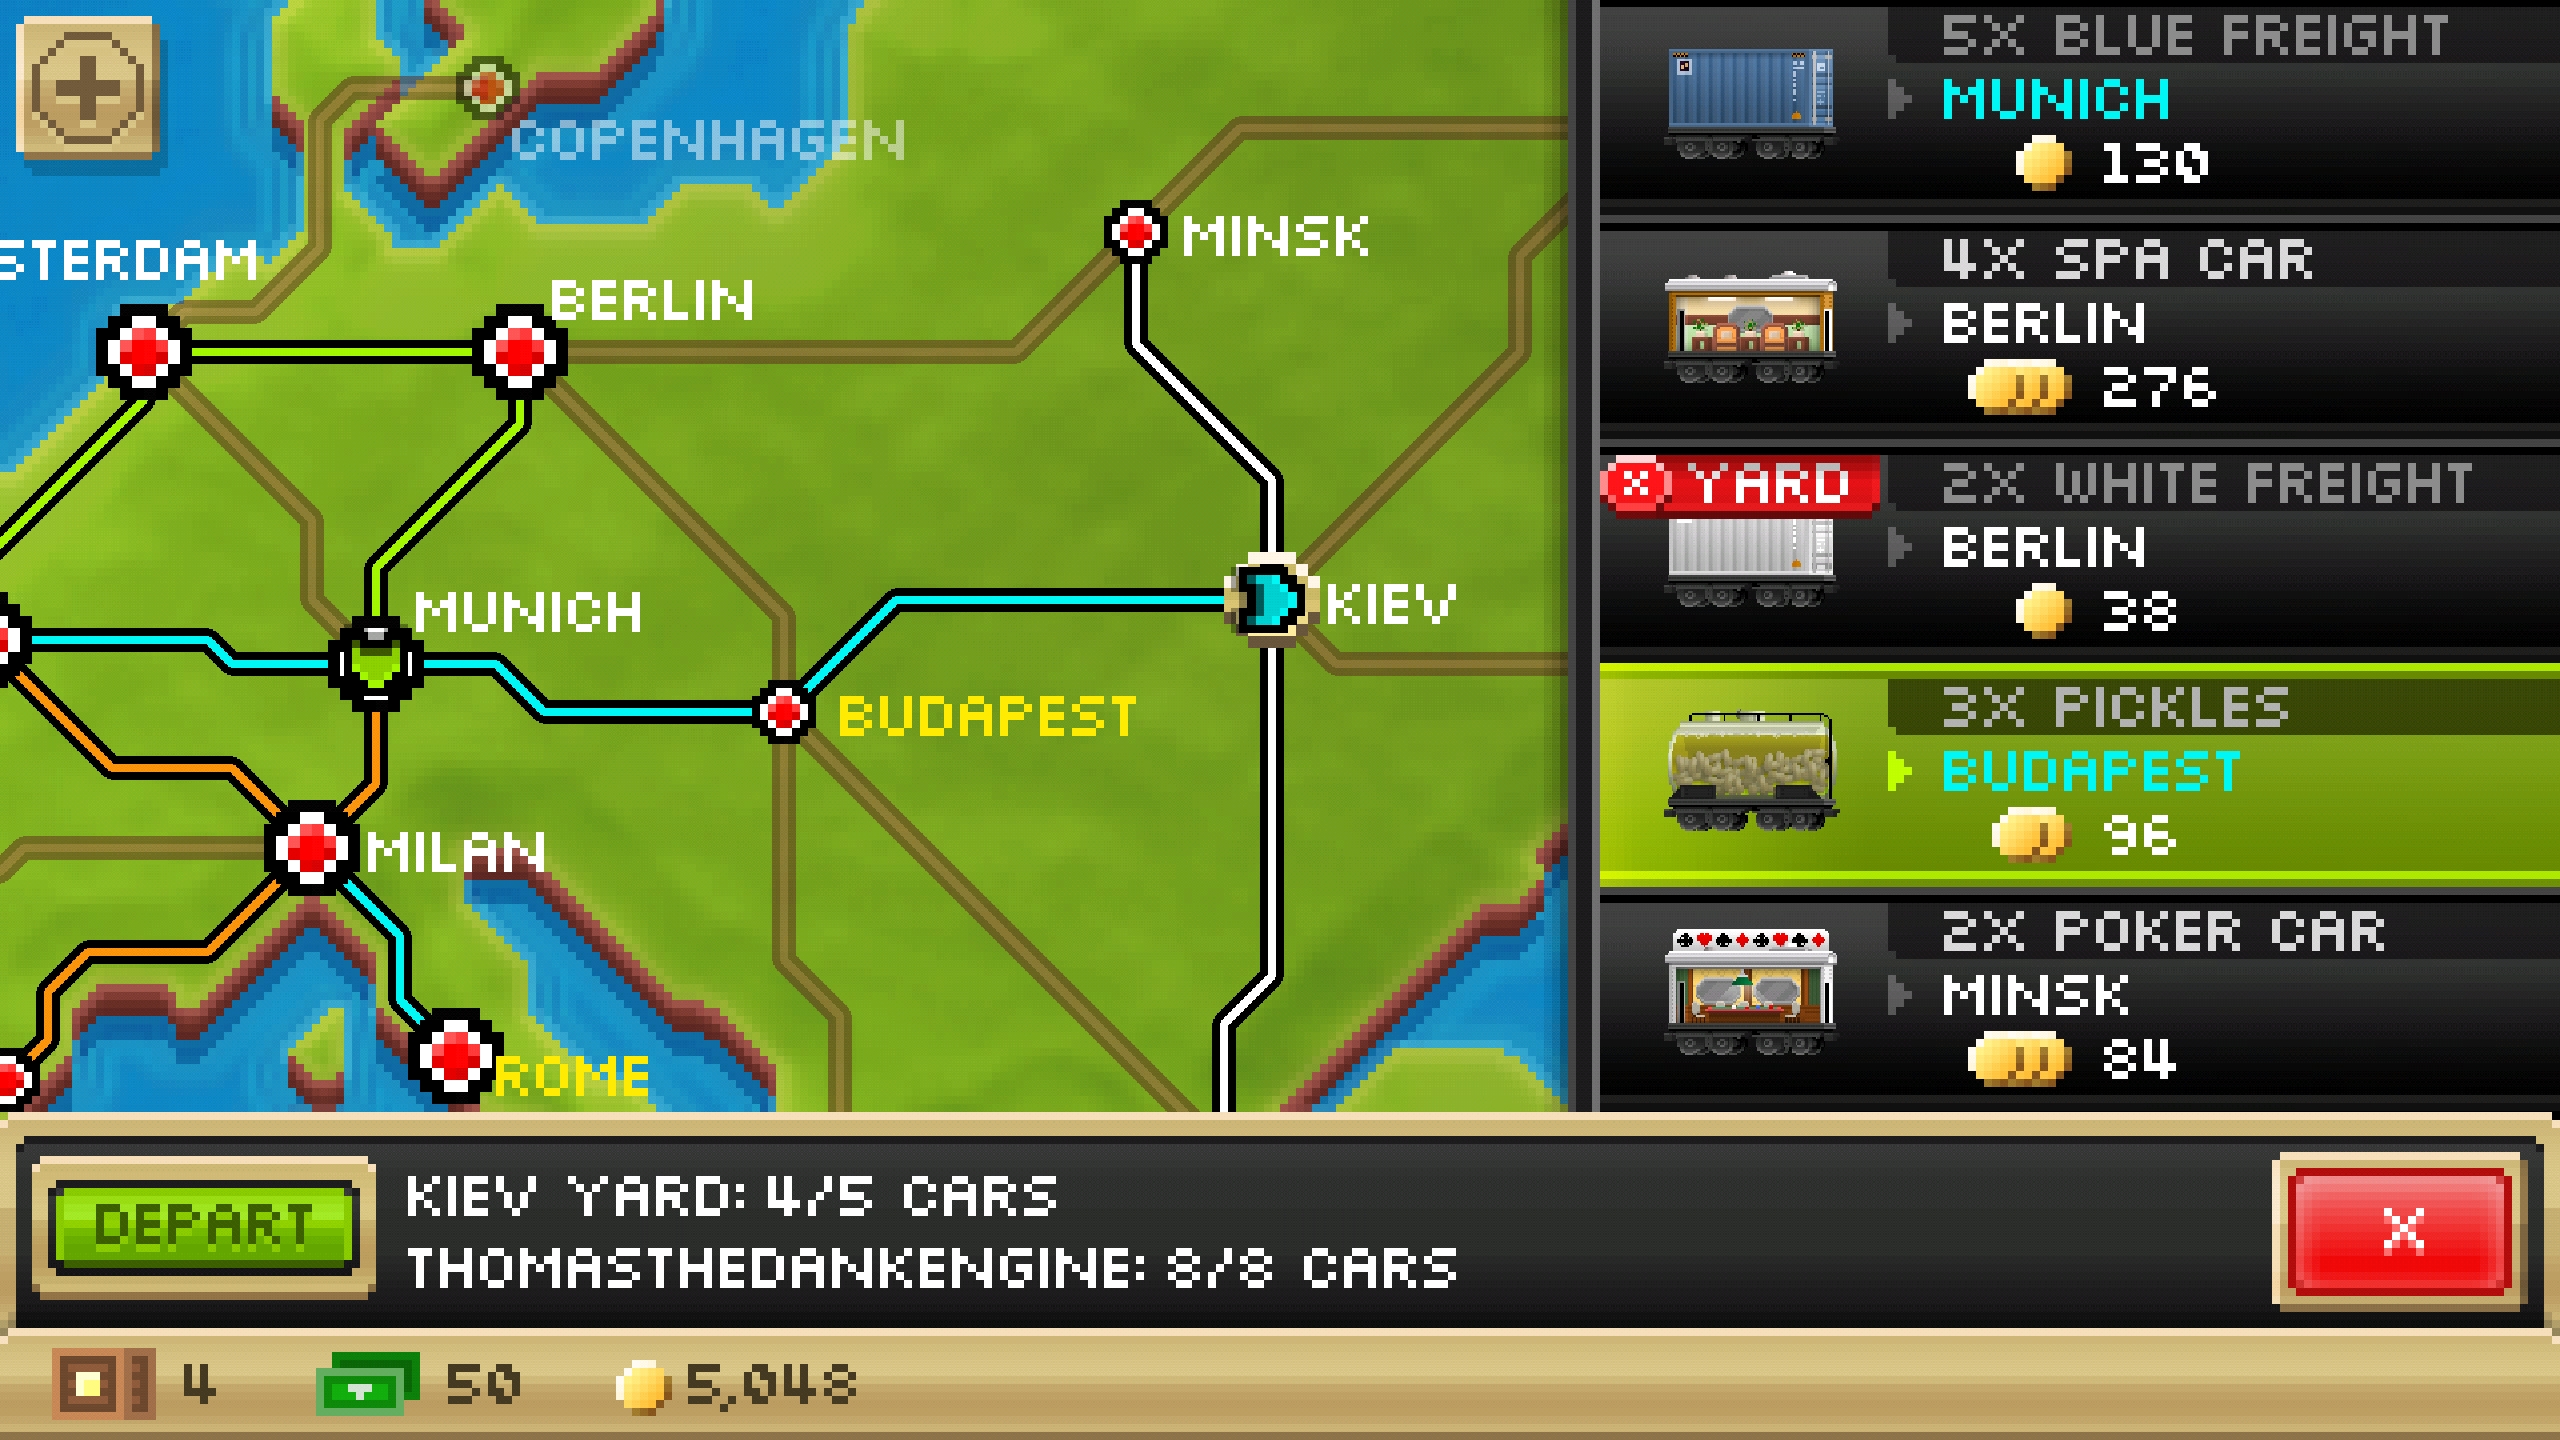 COPENHAGEN
STERDAM
BERLIN
MINSK
MUNICH
KIEV
BUDAPEST
MILAN
ROME
5X BLUE FREIGHT
MUNICH
130
4X SPA CAR
BERLIN
276
YARD
2X WHITE FREIGHT
BERLIN
38
3X PICKLES
BUDAPEST
96
2X POKER CAR
MINSK
84
DEPART
KIEV YARD: 4/5 CARS
THOMASTHEDANKENGINE: 8/8 CARS
X
4
50
5,048